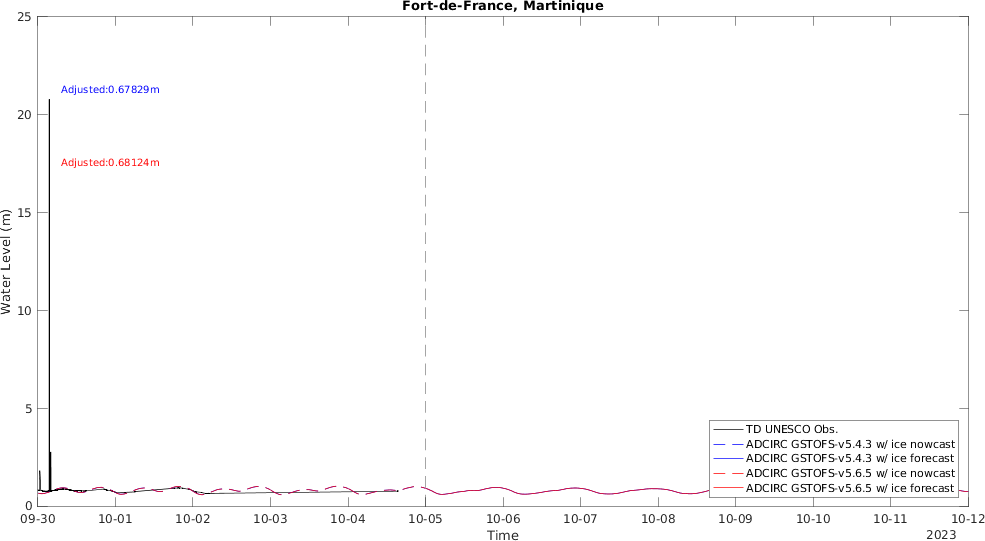 Fort-de-France, Martinique
25
20
15
10
5
0
Water Level (m)
Adjusted:0.67829m
Adjusted:0.68124m
TD UNESCO Obs.
ADCIRC GSTOFS-v5.4.3 w/ ice nowcast
ADCIRC GSTOFS-v5.4.3 w/ ice forecast
ADCIRC GSTOFS-v5.6.5 w/ ice nowcast
ADCIRC GSTOFS-v5.6.5 w/ ice forecast
09-30 10-01 10-02 10-03 10-04 10-05 10-06 10-07 10-08 10-09 10-10 10-11 10-12
Time
2023